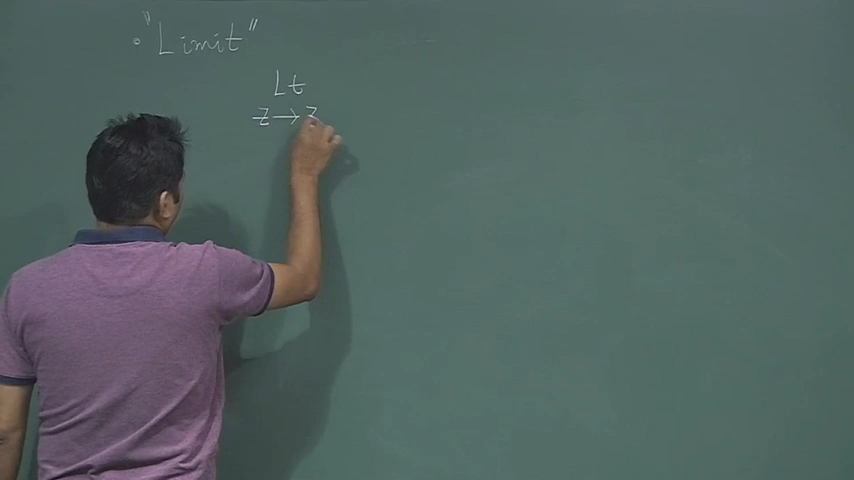 • "Limit"
Lt
z → z